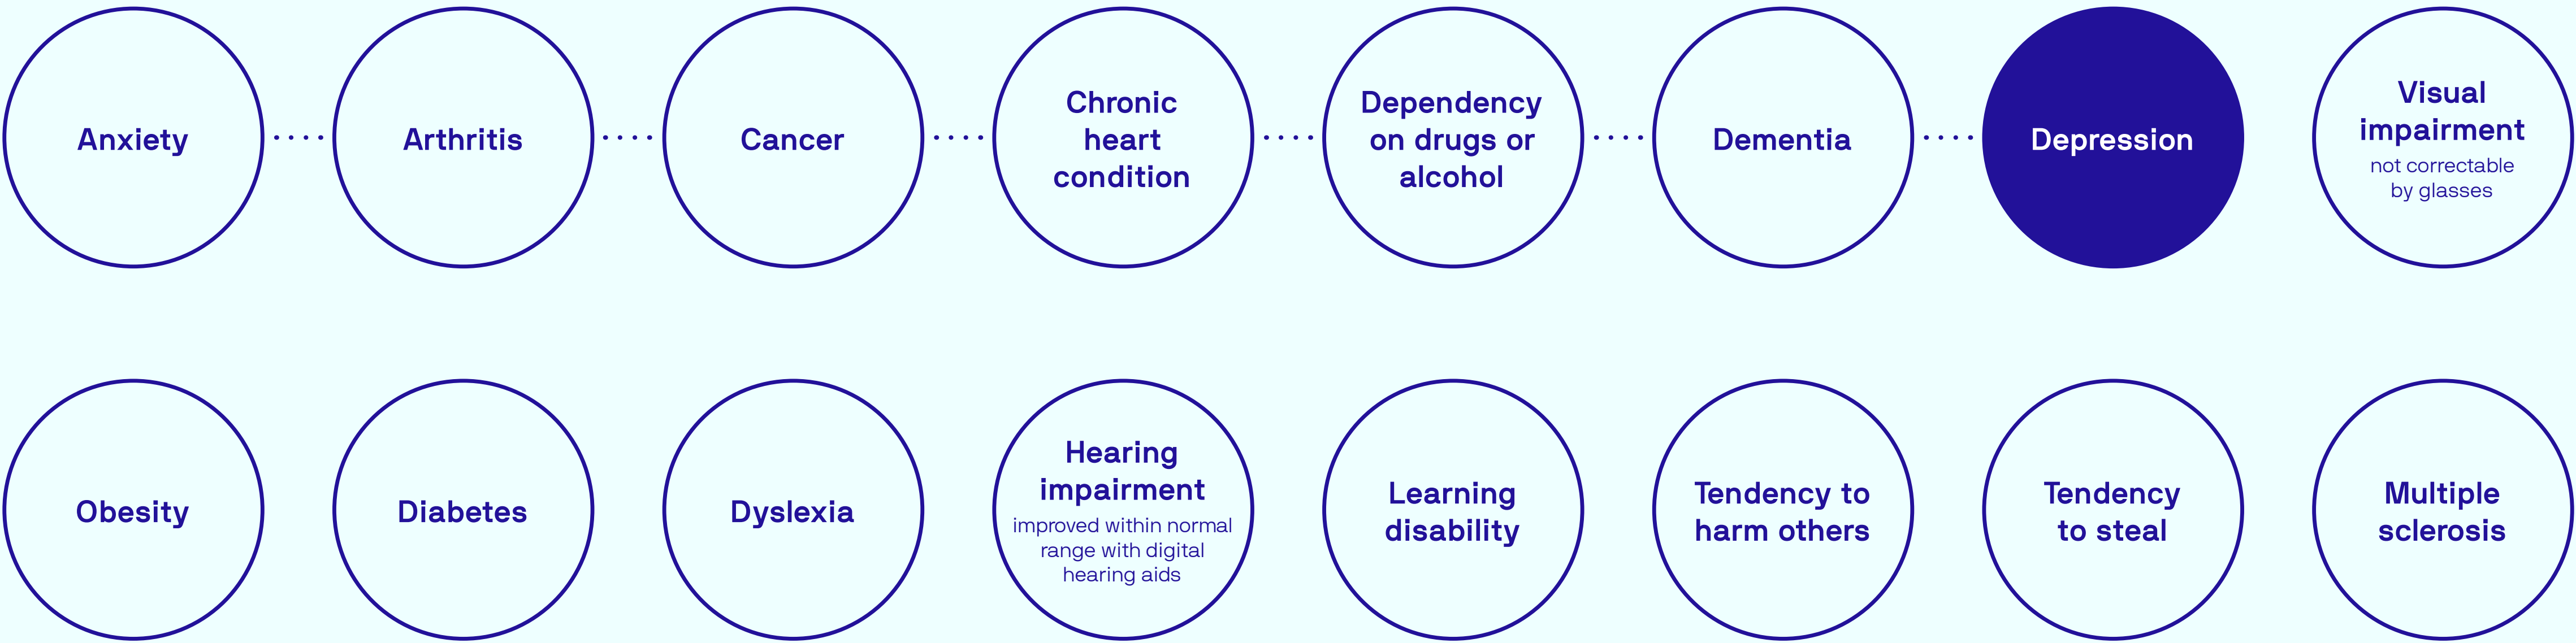 Anxiety
Arthritis
Cancer
Chronic
heart
condition
Dependency
on drugs or
alcohol
Dementia
Depression
Visual
impairment
not correctable
by glasses
Obesity
Diabetes
Dyslexia
Hearing
impairment
improved within normal
range with digital
hearing aids
Learning
disability
Tendency to
harm others
Tendency
to steal
Multiple
sclerosis